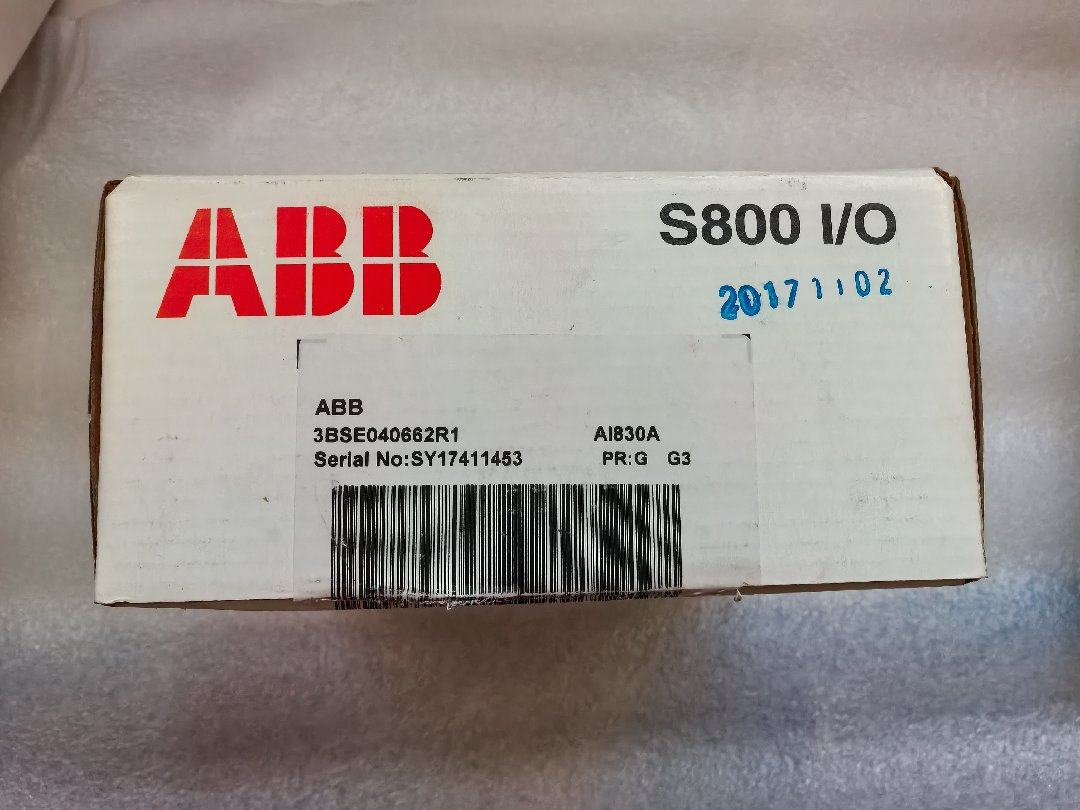 ABB
S800 I/O
20171102
ABB
3BSE040662R1 AI830A
Serial No:SY17411453 PR:G G3